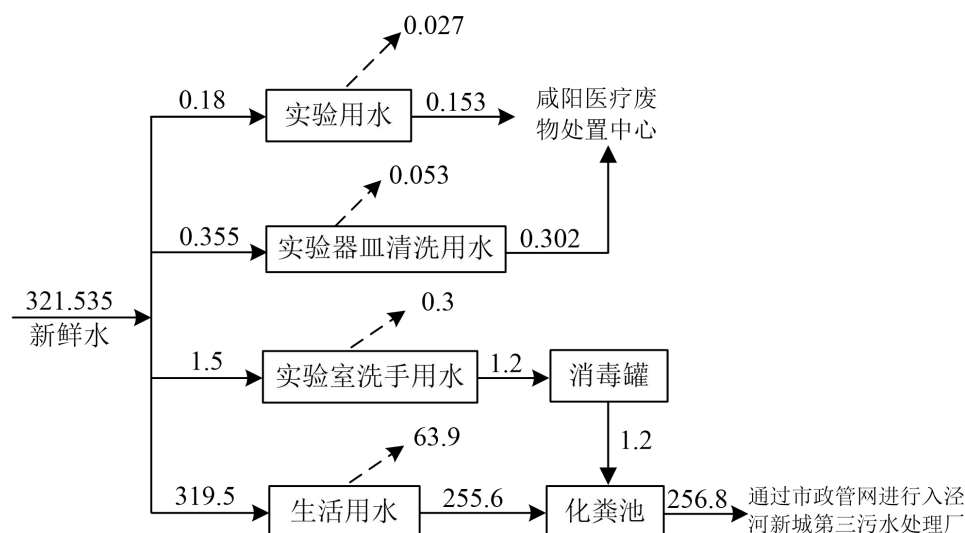 0.027
0.18
实验用水
0.153
咸阳医疗废
物处置中心
0.053
0.355
实验器皿清洗用水
0.302
321.535
新鲜水
0.3
1.5
实验室洗手用水
1.2
消毒罐
1.2
63.9
319.5
生活用水
255.6
化粪池
256.8
通过市政管网进行入泾
河新城第三污水处理厂